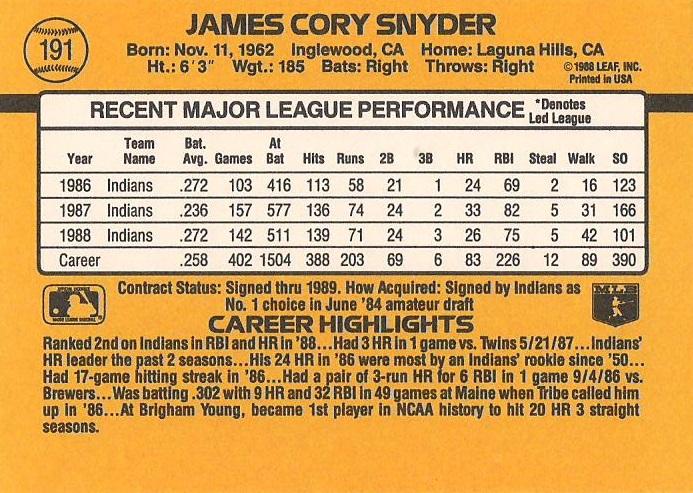 191
JAMES CORY SNYDER
Born: Nov. 11, 1962 Inglewood, CA Home: Laguna Hills, CA
Ht.: 6'3" Wgt.: 185 Bats: Right Throws: Right
© 1988 LEAF, INC.
Printed in USA
RECENT MAJOR LEAGUE PERFORMANCE *Denotes
Led League
Year Team Name Bat. Avg. Games At Bat Hits Runs 2B 3B HR RBI Steal Walk SO
1986 Indians .272 103 416 113 58 21 1 24 69 2 16 123
1987 Indians .236 157 577 136 74 24 2 33 82 5 31 166
1988 Indians .272 142 511 139 71 24 3 26 75 5 42 101
Career .258 402 1504 388 203 69 6 83 226 12 89 390
Contract Status: Signed thru 1989. How Acquired: Signed by Indians as
No. 1 choice in June '84 amateur draft
MLB
CAREER HIGHLIGHTS
Ranked 2nd on Indians in RBI and HR in '88...Had 3 HR in 1 game vs. Twins 5/21/87...Indians'
HR leader the past 2 seasons...His 24 HR in '86 were most by an Indians' rookie since '50...
Had 17-game hitting streak in '86...Had a pair of 3-run HR for 6 RBI in 1 game 9/4/86 vs.
Brewers...Was batting .302 with 9 HR and 32 RBI in 49 games at Maine when Tribe called him
up in '86...At Brigham Young, became 1st player in NCAA history to hit 20 HR 3 straight
seasons.